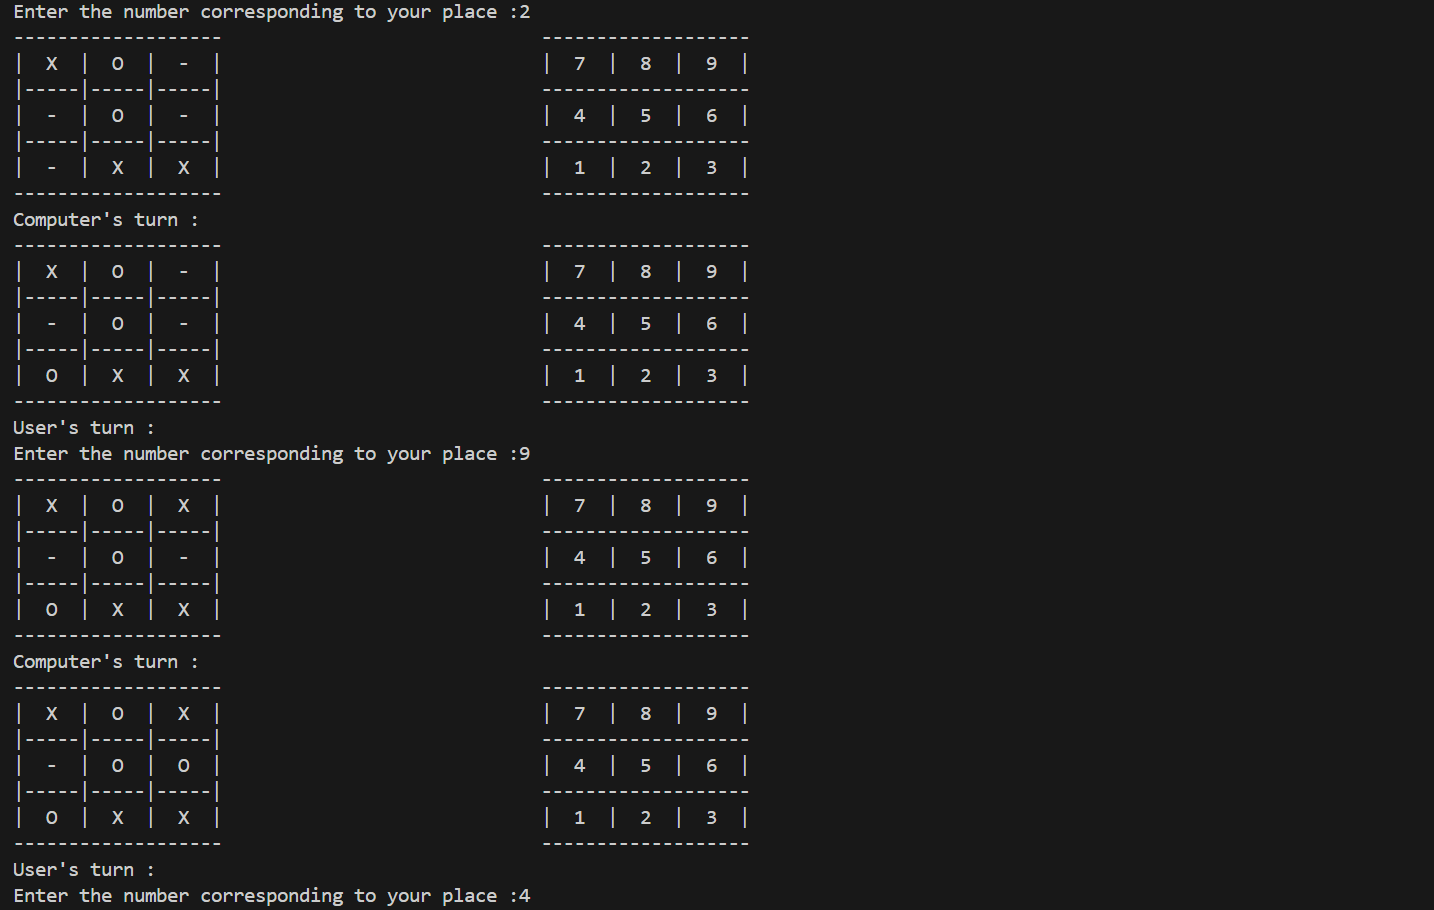 Enter the number corresponding to your place :2
-------------------                             -------------------
|  X  |  O  |  -  |                             |  7  |  8  |  9  |
|-----|-----|-----|                             -------------------
|  -  |  O  |  -  |                             |  4  |  5  |  6  |
|-----|-----|-----|                             -------------------
|  -  |  X  |  X  |                             |  1  |  2  |  3  |
-------------------                             -------------------
Computer's turn :
-------------------                             -------------------
|  X  |  O  |  -  |                             |  7  |  8  |  9  |
|-----|-----|-----|                             -------------------
|  -  |  O  |  -  |                             |  4  |  5  |  6  |
|-----|-----|-----|                             -------------------
|  O  |  X  |  X  |                             |  1  |  2  |  3  |
-------------------                             -------------------
User's turn :
Enter the number corresponding to your place :9
-------------------                             -------------------
|  X  |  O  |  X  |                             |  7  |  8  |  9  |
|-----|-----|-----|                             -------------------
|  -  |  O  |  -  |                             |  4  |  5  |  6  |
|-----|-----|-----|                             -------------------
|  O  |  X  |  X  |                             |  1  |  2  |  3  |
-------------------                             -------------------
Computer's turn :
-------------------                             -------------------
|  X  |  O  |  X  |                             |  7  |  8  |  9  |
|-----|-----|-----|                             -------------------
|  -  |  O  |  O  |                             |  4  |  5  |  6  |
|-----|-----|-----|                             -------------------
|  O  |  X  |  X  |                             |  1  |  2  |  3  |
-------------------                             -------------------
User's turn :
Enter the number corresponding to your place :4